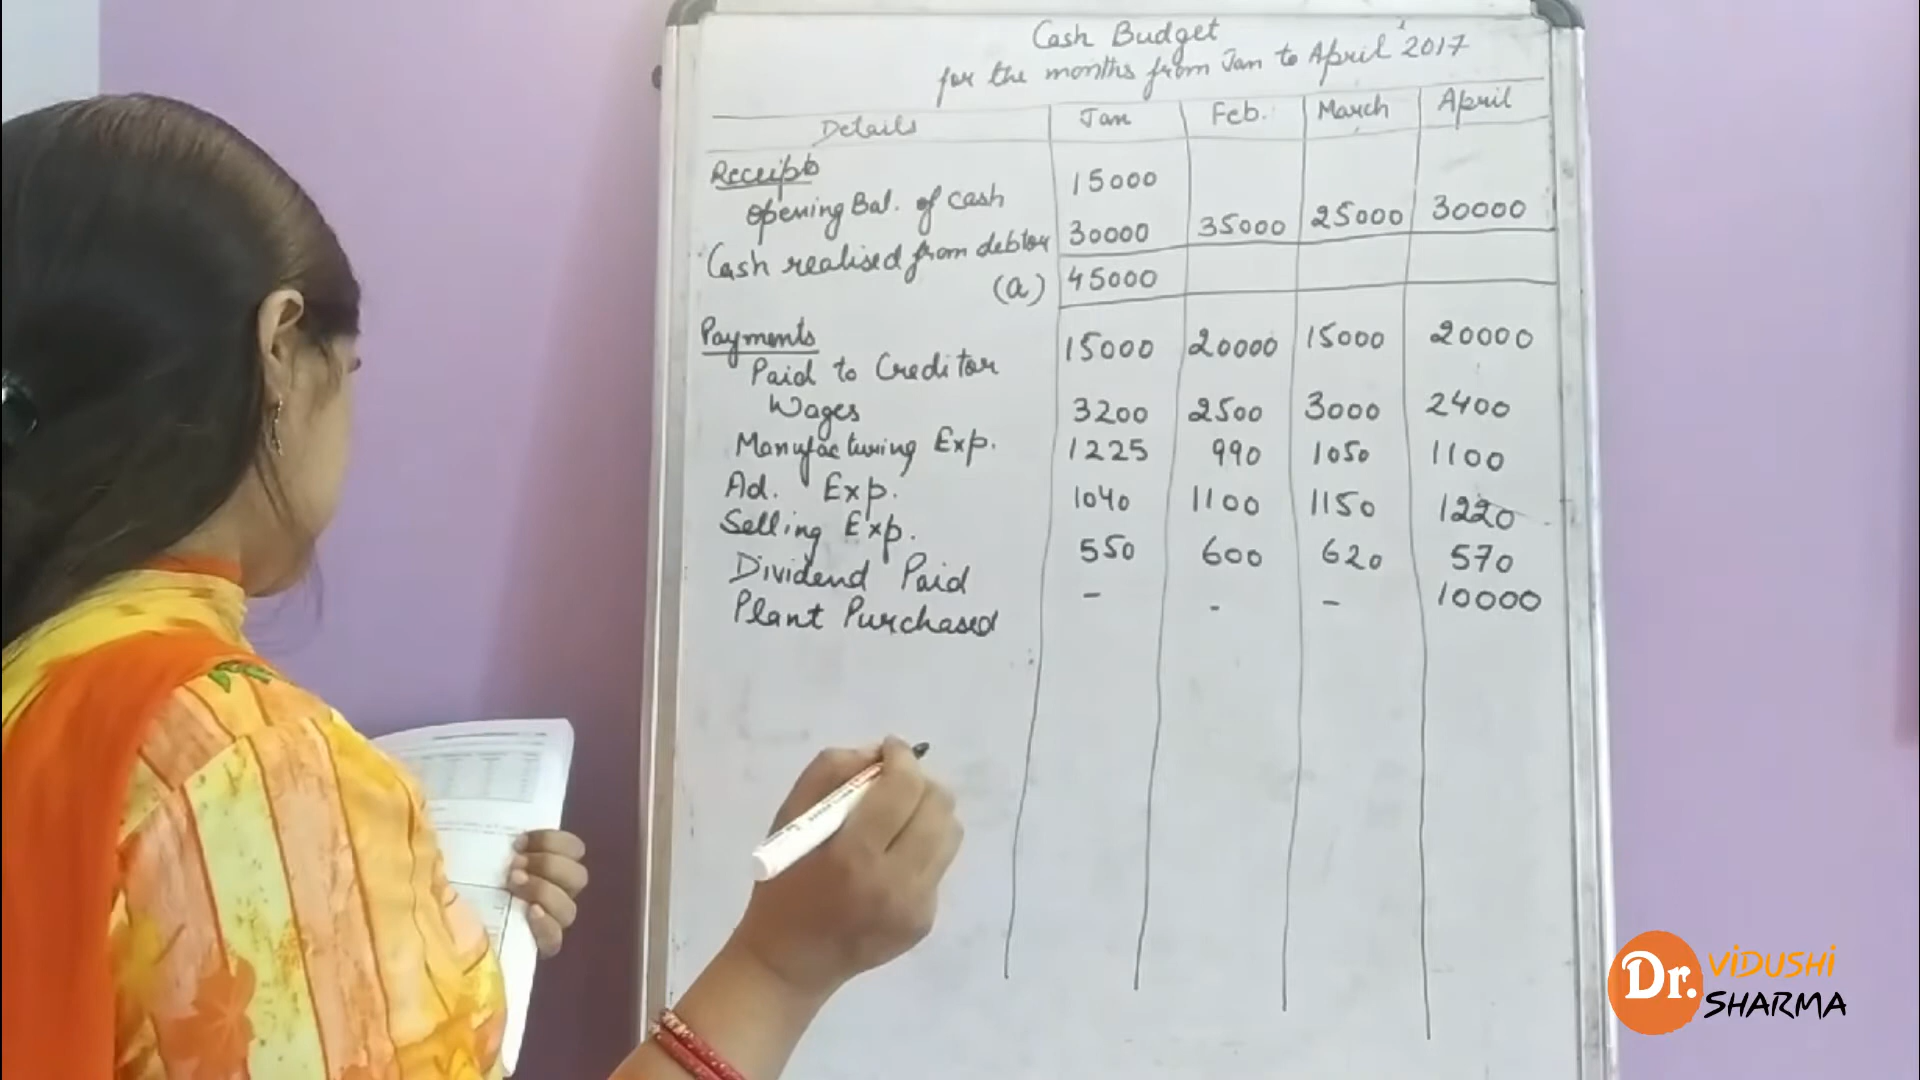 Cash Budget
for the months from Jan to April '2017
Details Jan Feb. March April
Receipts
Opening Bal. of cash 15000
Cash realised from debtor 30000 35000 25000 30000
(a) 45000
Payments
Paid to Creditor 15000 20000 15000 20000
Wages 3200 2500 3000 2400
Manufacturing Exp. 1225 990 1050 1100
Ad. Exp. 1040 1100 1150 1220
Selling Exp. 550 600 620 570
Dividend Paid - - - 10000
Plant Purchased
Dr. ViDUSHi
SHARMA